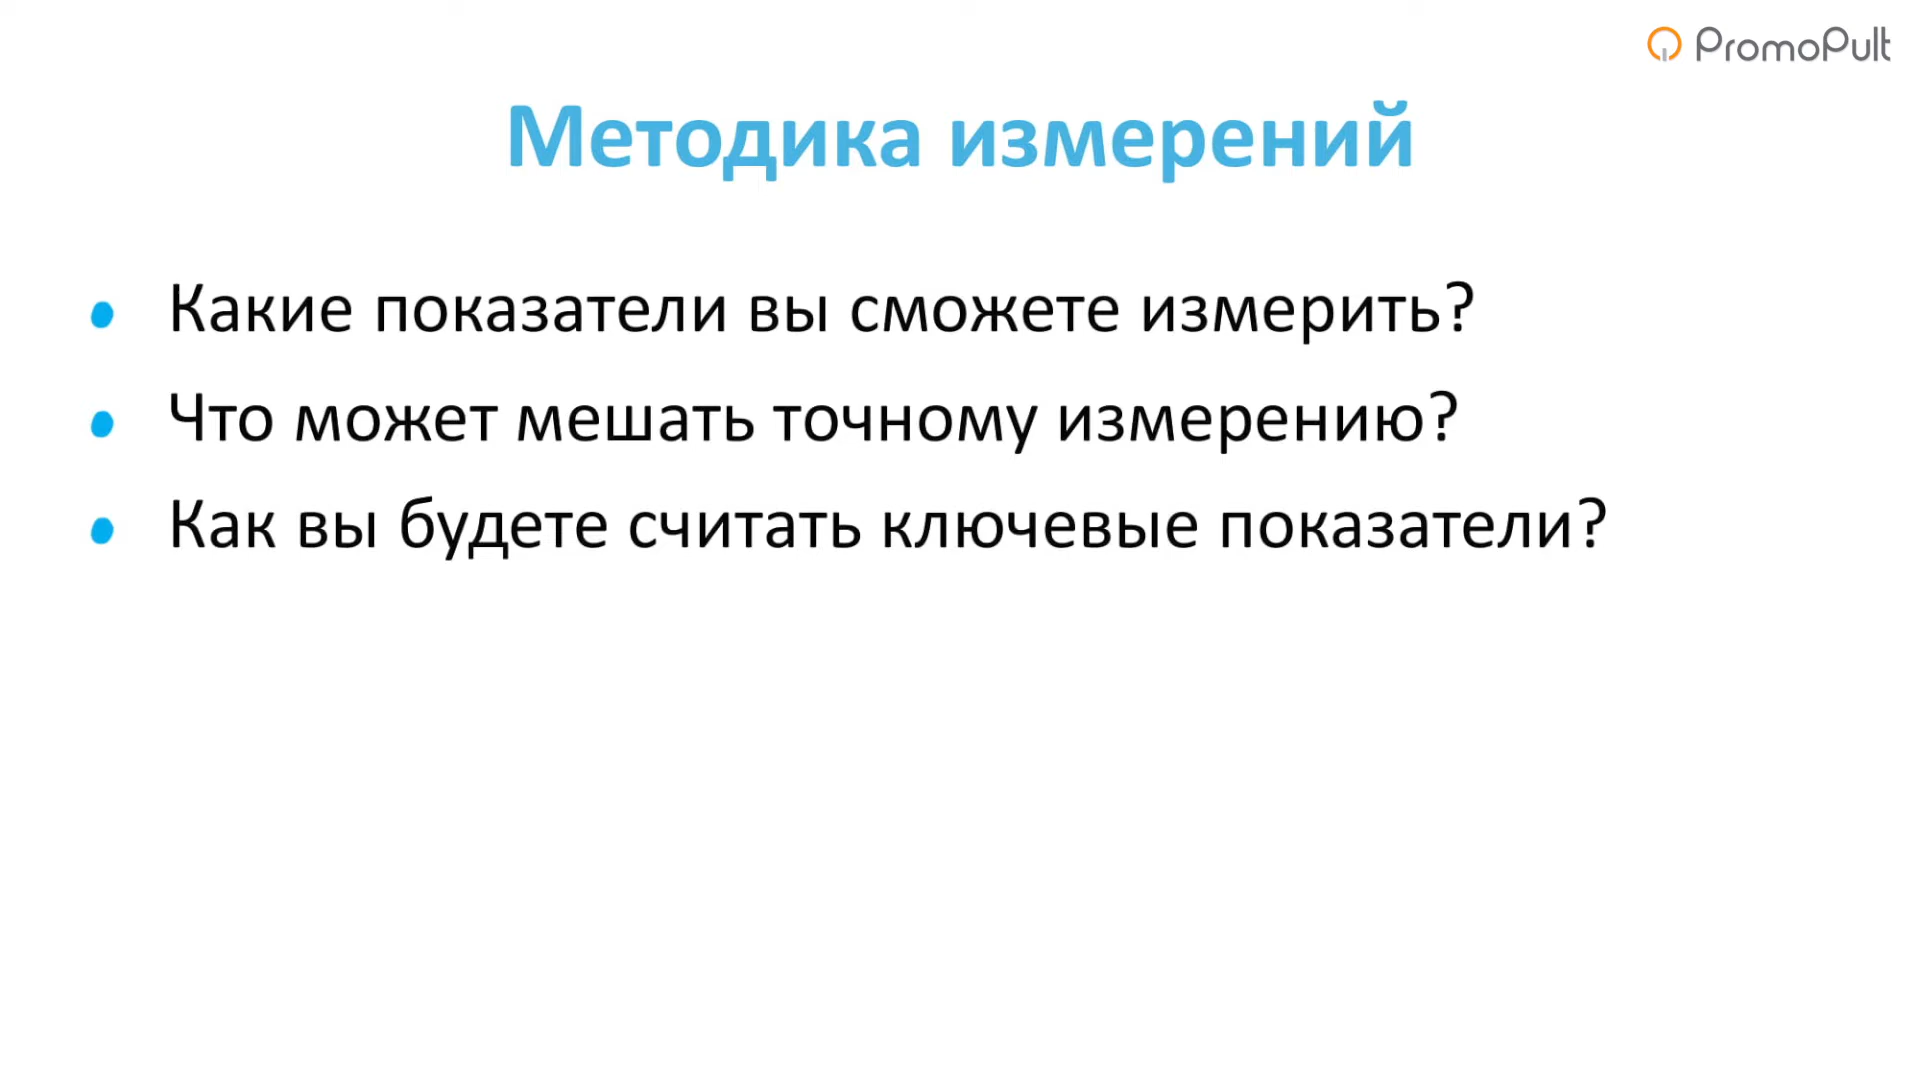 PromoPult
Методика измерений
Какие показатели вы сможете измерить?
Что может мешать точному измерению?
Как вы будете считать ключевые показатели?